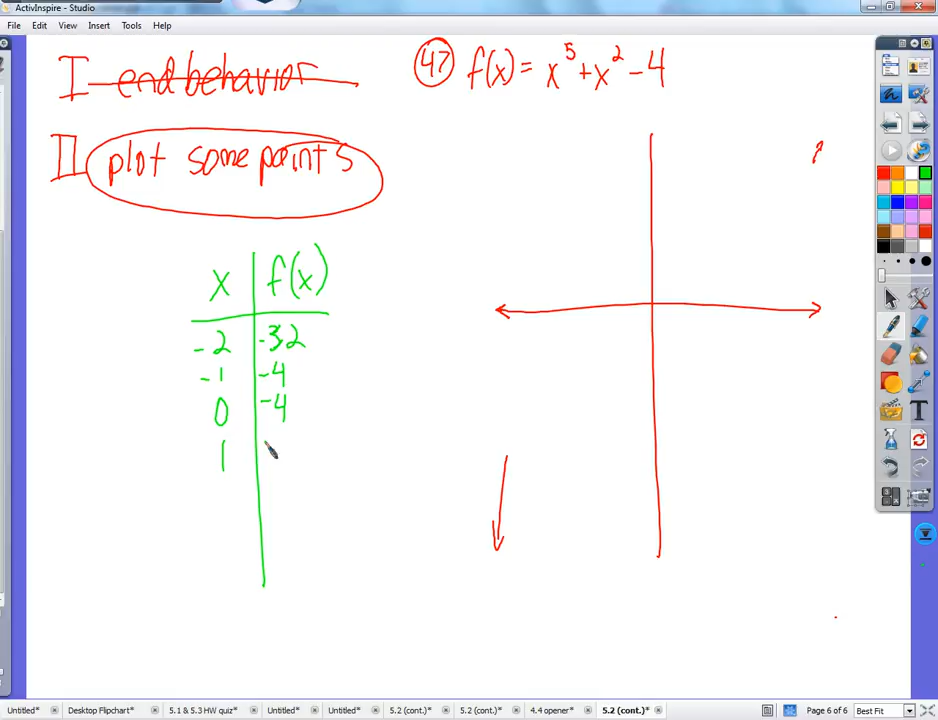 ActivInspire - Studio
File Edit View Insert Tools Help
I end behavior
47 f(x) = x⁵ + x² - 4
II plot some points
x f(x)
-2 -32
-1 -4
0 -4
1
Untitled* Desktop Flipchart* 5.1 & 5.3 HW quiz* Untitled* Untitled* 5.2 (cont.)* 5.2 (cont.)* 4.4 opener* 5.2 (cont.)* Page 6 of 6 Best Fit